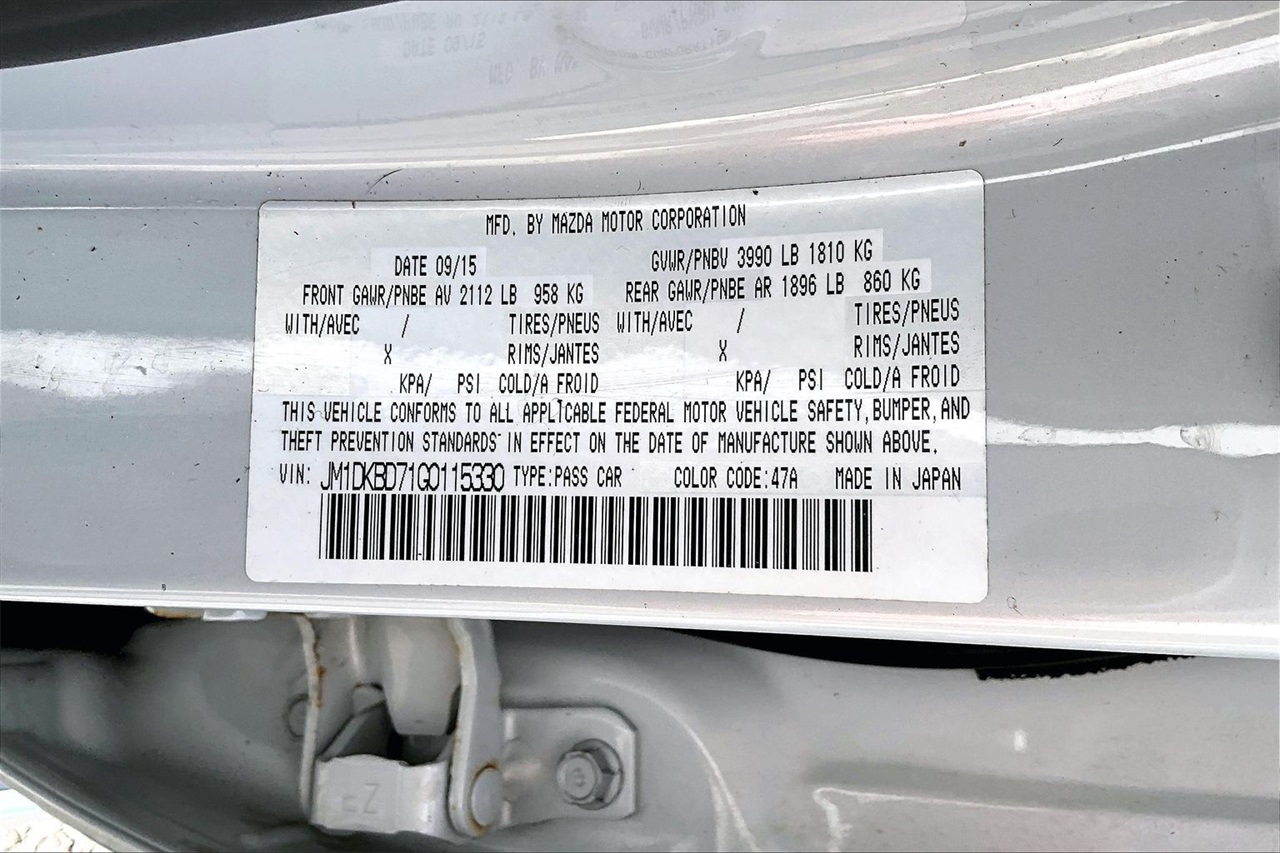 MFD. BY MAZDA MOTOR CORPORATION
DATE 09/15 GVWR/PNBV 3990 LB 1810 KG
FRONT GAWR/PNBE AV 2112 LB 958 KG REAR GAWR/PNBE AR 1896 LB 860 KG
WITH/AVEC / TIRES/PNEUS WITH/AVEC / TIRES/PNEUS
X RIMS/JANTES X RIMS/JANTES
KPA/ PSI COLD/A FROID KPA/ PSI COLD/A FROID
THIS VEHICLE CONFORMS TO ALL APPLICABLE FEDERAL MOTOR VEHICLE SAFETY, BUMPER, AND
THEFT PREVENTION STANDARDS IN EFFECT ON THE DATE OF MANUFACTURE SHOWN ABOVE.
VIN: JM1DKBD71G0115330 TYPE:PASS CAR COLOR CODE:47A MADE IN JAPAN